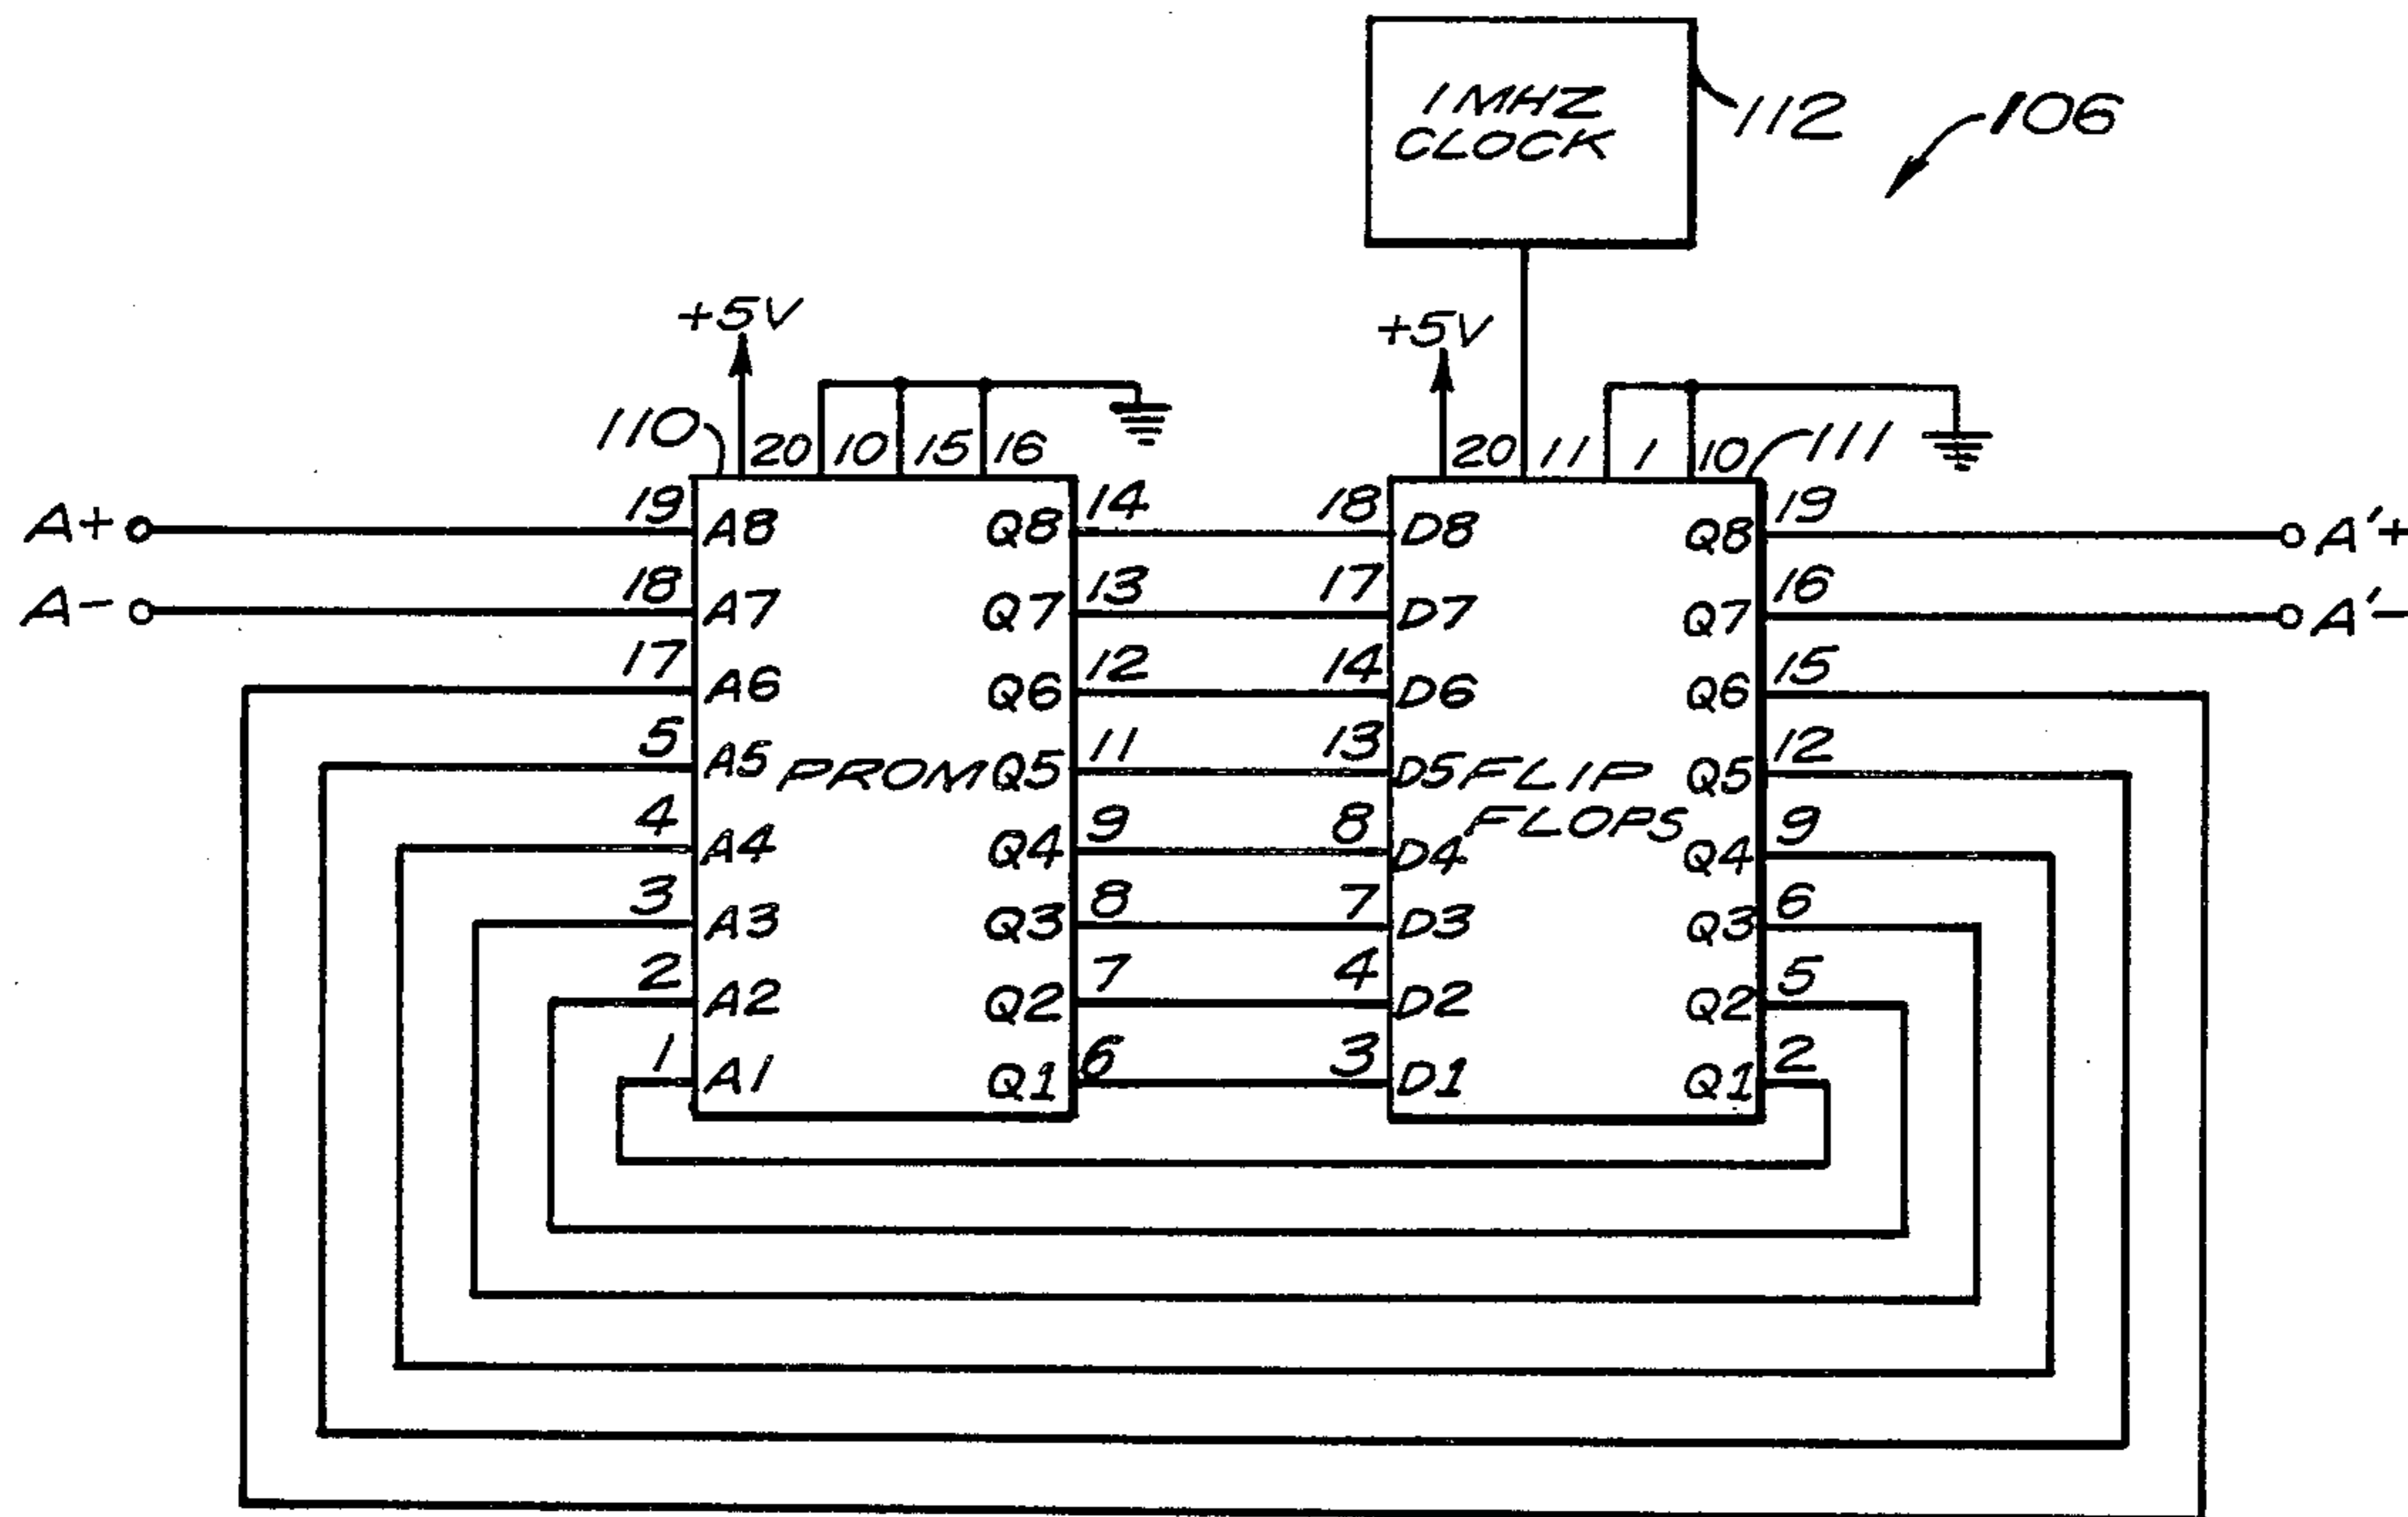 1MHZ
CLOCK
112
106
+5V
+5V
110
20 10 15 16
20 11 1 10
111
A+
19 A8
Q8 14
18 D8
Q8 19
A'+
A-
18 A7
Q7 13
17 D7
Q7 16
A'-
17 A6
Q6 12
14 D6
Q6 15
5 A5
PROM
Q5 11
13 D5
FLIP
FLOPS
Q5 12
4 A4
Q4 9
8 D4
Q4 9
3 A3
Q3 8
7 D3
Q3 6
2 A2
Q2 7
4 D2
Q2 5
1 A1
Q1 6
3 D1
Q1 2